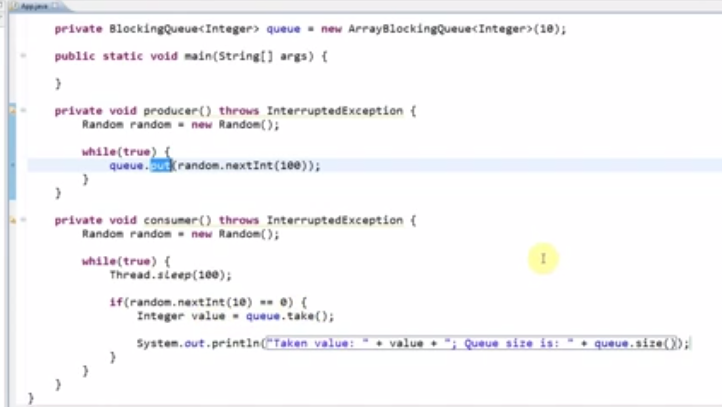 App.java
private BlockingQueue<Integer> queue = new ArrayBlockingQueue<Integer>(10);
public static void main(String[] args) {
}
private void producer() throws InterruptedException {
Random random = new Random();
while(true) {
queue.put(random.nextInt(100));
}
}
private void consumer() throws InterruptedException {
Random random = new Random();
while(true) {
Thread.sleep(100);
if(random.nextInt(10) == 0) {
Integer value = queue.take();
System.out.println("Taken value: " + value + "; Queue size is: " + queue.size());
}
}
}
}